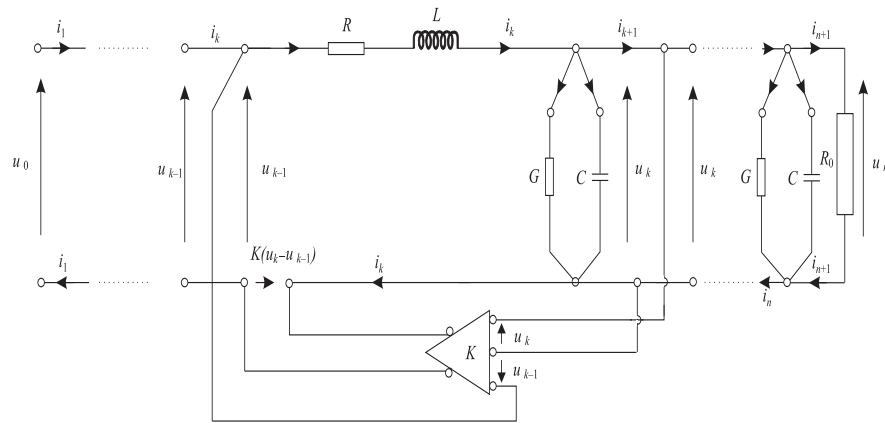 i1
ik
R
L
ik
ik+1
in+1
u0
uk–1
uk–1
G
C
uk
uk
G
C
R0
i1
K(uk–uk–1)
ik
in
in+1
K
uk
uk–1